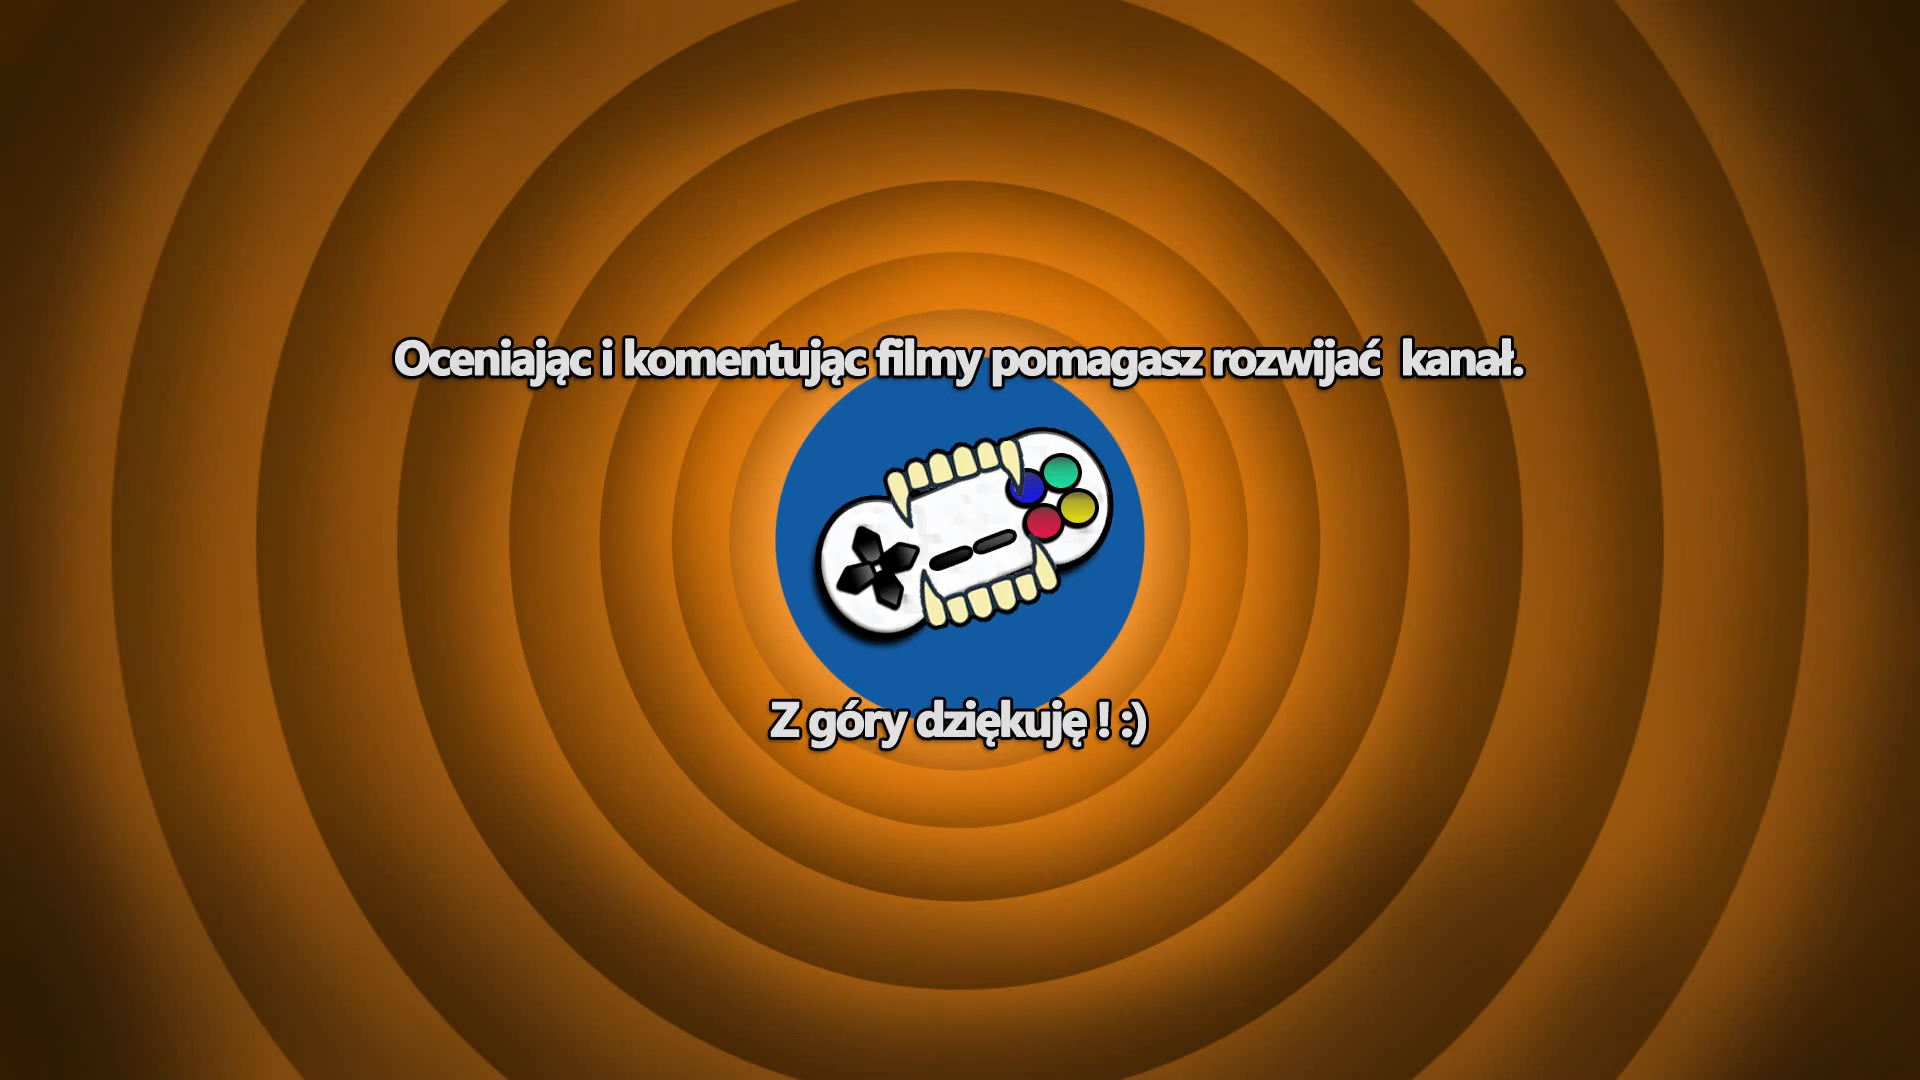 Oceniając i komentując filmy pomagasz rozwijać  kanał.
Z góry dziękuję ! :)